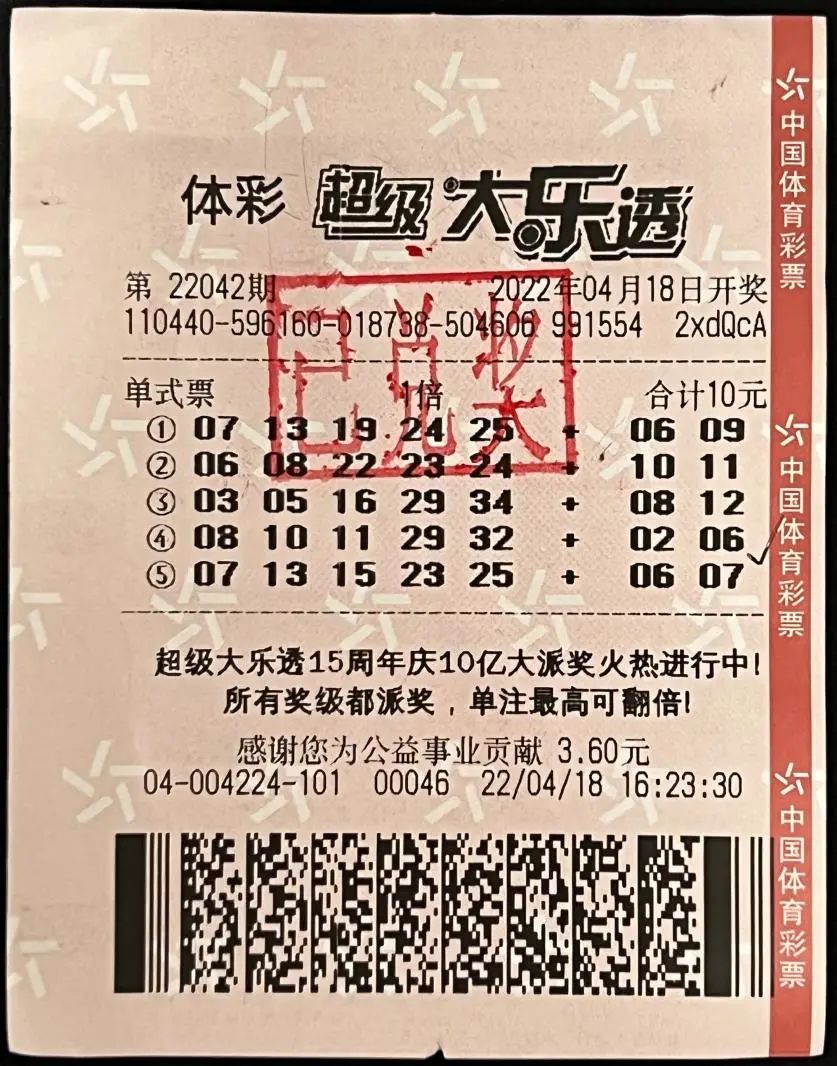 体彩 超级大乐透
第 22042期 2022年04月18日开奖
110440-596160-018738-504606 991554 2xdQcA
已兑奖
单式票 1倍 合计10元
① 07 13 19 24 25 + 06 09
② 06 08 22 23 24 + 10 11
③ 03 05 16 29 34 + 08 12
④ 08 10 11 29 32 + 02 06
⑤ 07 13 15 23 25 + 06 07
超级大乐透15周年庆10亿大派奖火热进行中!
所有奖级都派奖，单注最高可翻倍!
感谢您为公益事业贡献 3.60元
04-004224-101 00046 22/04/18 16:23:30
中国体育彩票
中国体育彩票
中国体育彩票